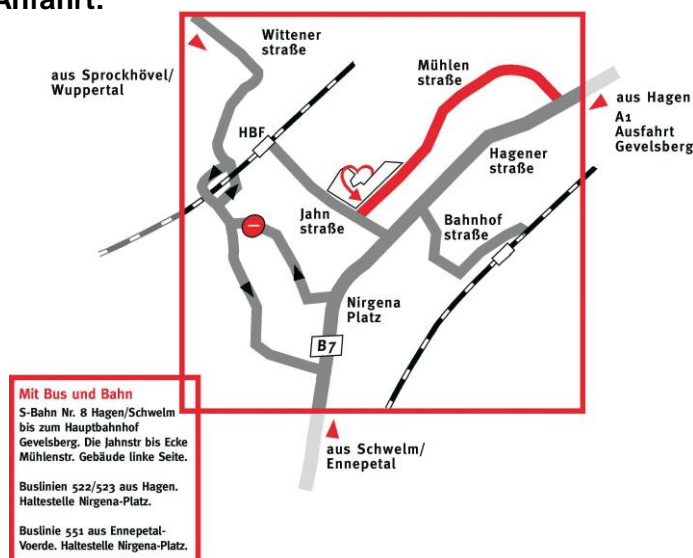 Anfahrt:
Wittener
straße
aus Sprockhövel/
Wuppertal
Mühlen
straße
aus Hagen
A1
Ausfahrt
Gevelsberg
HBF
Hagener
straße
Jahn
straße
Bahnhof
straße
Nirgena
Platz
B7
Mit Bus und Bahn
S-Bahn Nr. 8 Hagen/Schwelm
bis zum Hauptbahnhof
Gevelsberg. Die Jahnstr bis Ecke
Mühlenstr. Gebäude linke Seite.
Buslinien 522/523 aus Hagen.
Haltestelle Nirgena-Platz.
Buslinie 551 aus Ennepetal-
Voerde. Haltestelle Nirgena-Platz.
aus Schwelm/
Ennepetal